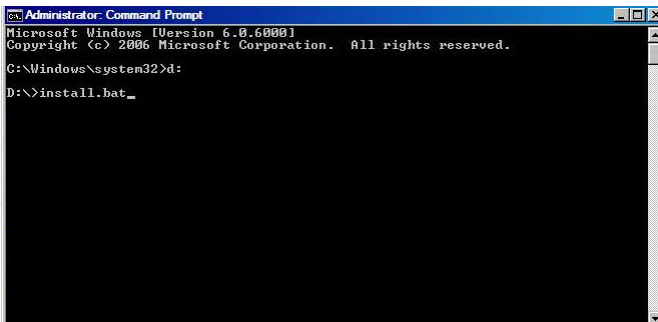 Administrator: Command Prompt
Microsoft Windows [Version 6.0.6000]
Copyright (c) 2006 Microsoft Corporation.  All rights reserved.
C:\Windows\system32>d:
D:\>install.bat_